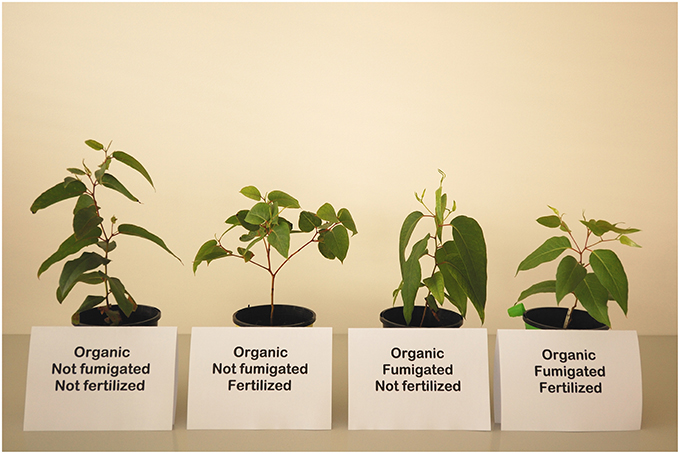 Organic
Not fumigated
Not fertilized
Organic
Not fumigated
Fertilized
Organic
Fumigated
Not fertilized
Organic
Fumigated
Fertilized